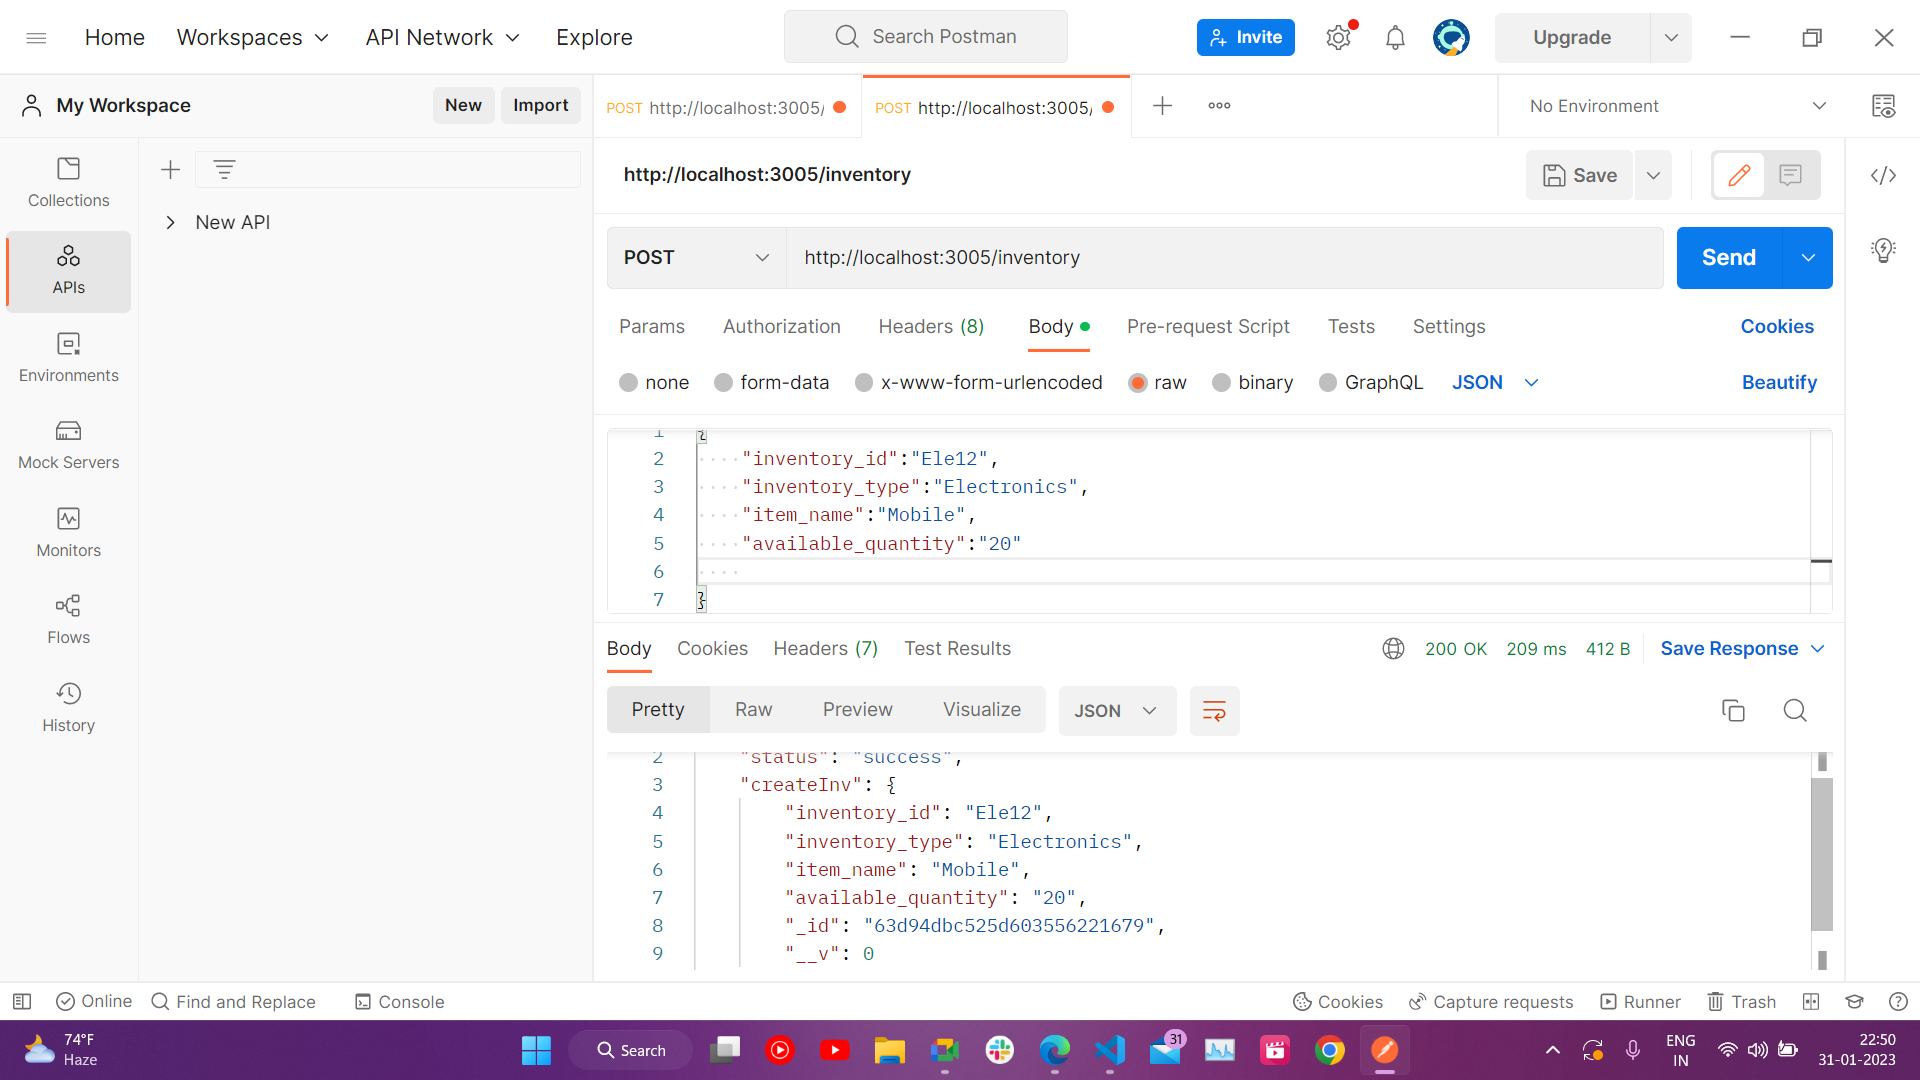 Home Workspaces API Network Explore Search Postman Invite Upgrade
My Workspace New Import POST http://localhost:3005/ POST http://localhost:3005/ No Environment
http://localhost:3005/inventory Save
Collections
New API
APIs
POST http://localhost:3005/inventory Send
Params Authorization Headers (8) Body Pre-request Script Tests Settings Cookies
Environments
none form-data x-www-form-urlencoded raw binary GraphQL JSON Beautify
Mock Servers
1 {
2 "inventory_id":"Ele12",
3 "inventory_type":"Electronics",
4 "item_name":"Mobile",
5 "available_quantity":"20"
6
7 }
Monitors
Flows
History
Body Cookies Headers (7) Test Results 200 OK 209 ms 412 B Save Response
Pretty Raw Preview Visualize JSON
2 "status": "success",
3 "createInv": {
4 "inventory_id": "Ele12",
5 "inventory_type": "Electronics",
6 "item_name": "Mobile",
7 "available_quantity": "20",
8 "_id": "63d94dbc525d603556221679",
9 "__v": 0
Online Find and Replace Console Cookies Capture requests Runner Trash
74°F
Haze
Search
31
ENG
IN
22:50
31-01-2023